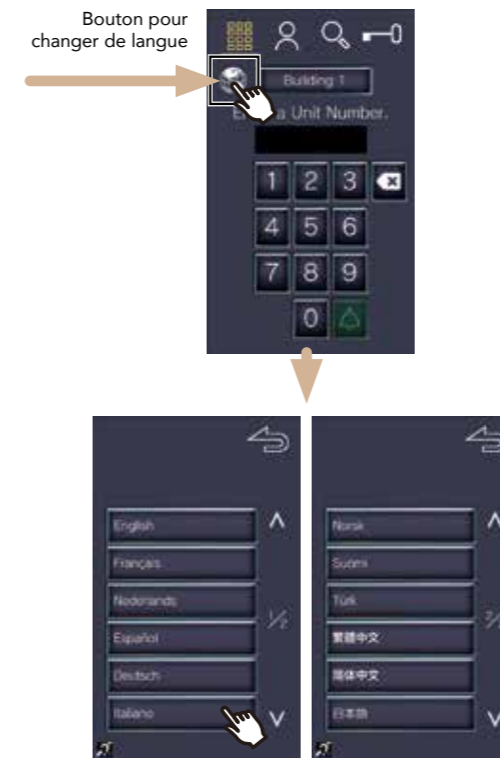 Bouton pour
changer de langue
Building 1
a Unit Number.
1 2 3
4 5 6
7 8 9
0
English
Français
Nederlands
Español
Deutsch
Italiano
1/2
Norsk
Suomi
Türk
繁體中文
简体中文
日本語
2/